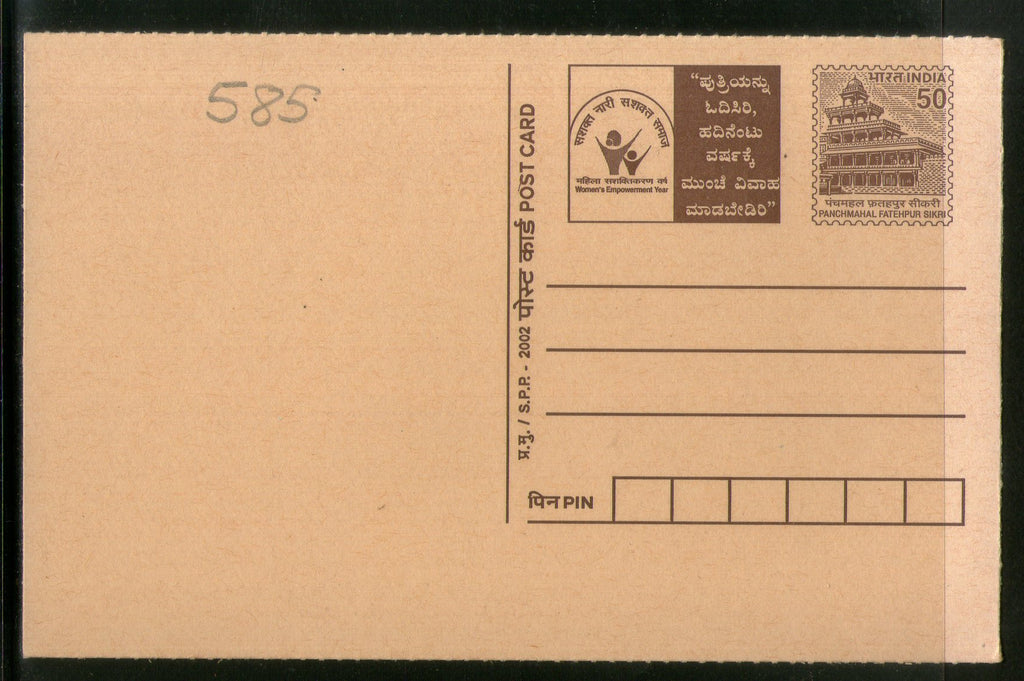 585
प्र.मु. / S.P.P. - 2002 पोस्ट कार्ड POST CARD
सशक्त नारी सशक्त समाज
महिला सशक्तिकरण वर्ष
Women's Empowerment Year
“ಪುತ್ರಿಯನ್ನು
ಓದಿಸಿರಿ,
ಹದಿನೆಂಟು
ವರ್ಷಕ್ಕೆ
ಮುಂಚೆ ವಿವಾಹ
ಮಾಡಬೇಡಿರಿ”
भारत INDIA
50
पंचमहल फ़तहपुर सीकरी
PANCHMAHAL FATEHPUR SIKRI
पिन PIN